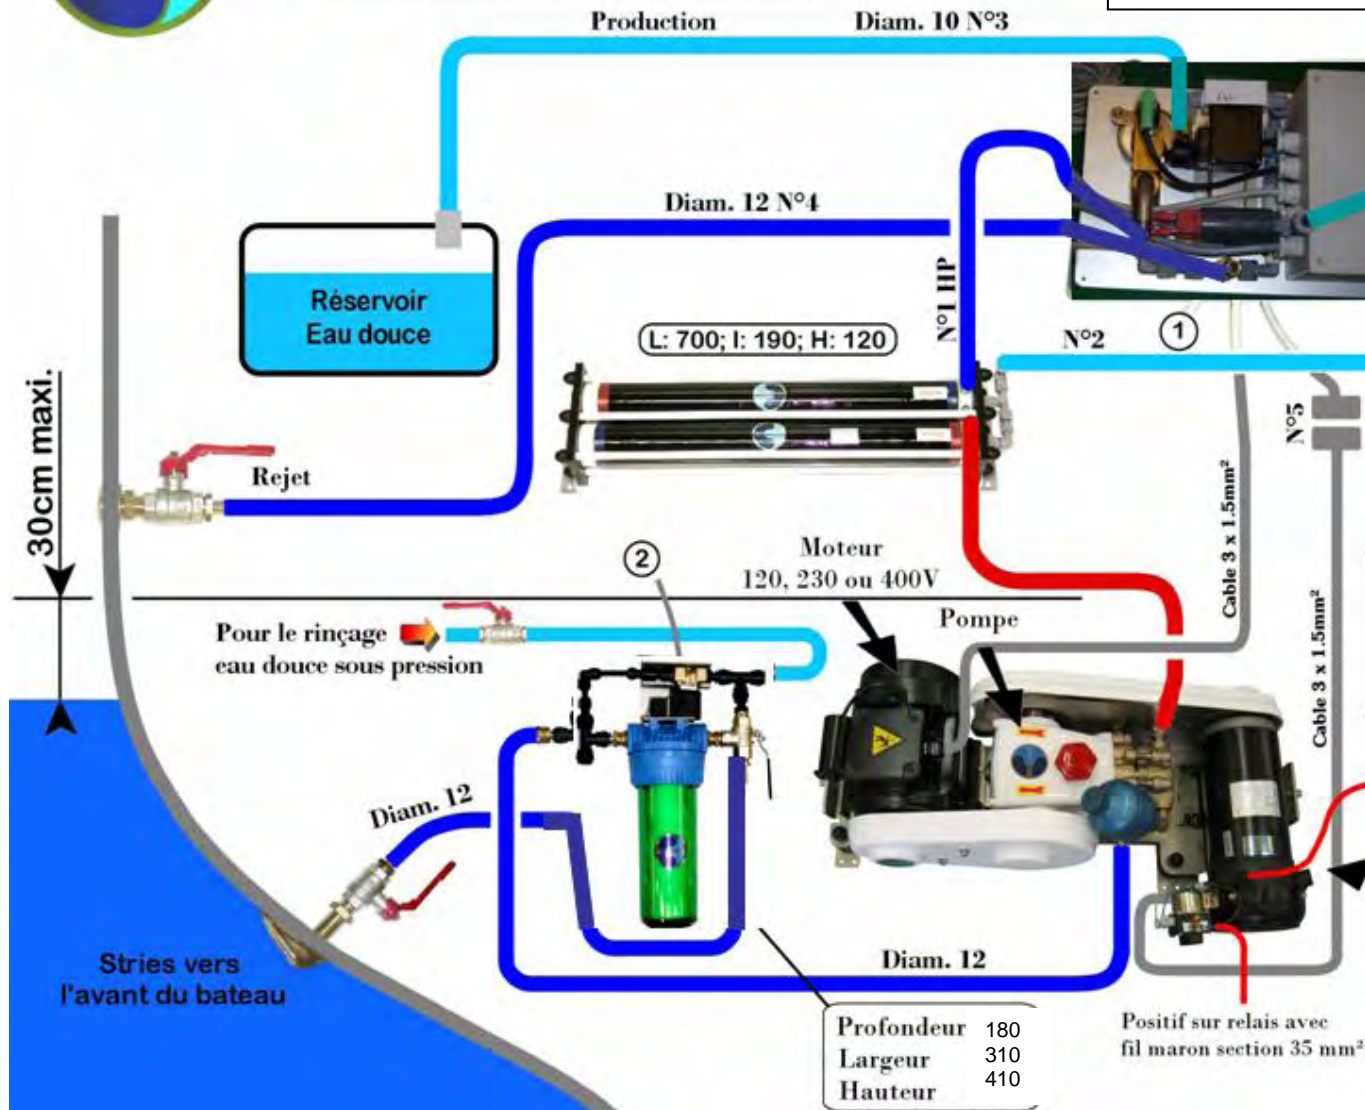 Production
Diam. 10 N°3
Diam. 12 N°4
N°1 HP
Réservoir
Eau douce
L: 700; l: 190; H: 120
N°2
1
N°5
30cm maxi.
Rejet
Cable 3 x 1.5mm²
Cable 3 x 1.5mm²
2
Moteur
120, 230 ou 400V
Pompe
Pour le rinçage
eau douce sous pression
Diam. 12
Stries vers
l'avant du bateau
Diam. 12
Profondeur 180
Largeur 310
Hauteur 410
Positif sur relais avec
fil maron section 35 mm²